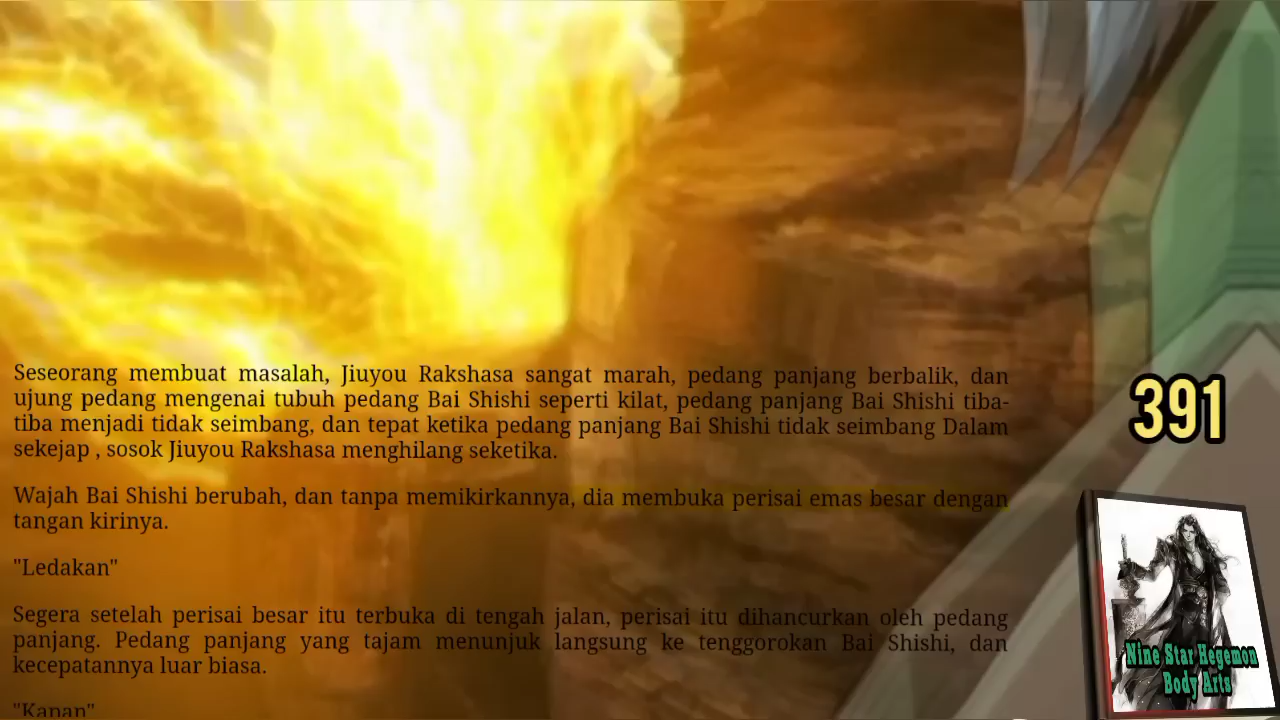 Seseorang membuat masalah, Jiuyou Rakshasa sangat marah, pedang panjang berbalik, dan
ujung pedang mengenai tubuh pedang Bai Shishi seperti kilat, pedang panjang Bai Shishi tiba-
tiba menjadi tidak seimbang, dan tepat ketika pedang panjang Bai Shishi tidak seimbang Dalam
sekejap , sosok Jiuyou Rakshasa menghilang seketika.
Wajah Bai Shishi berubah, dan tanpa memikirkannya, dia membuka perisai emas besar dengan
tangan kirinya.
"Ledakan"
Segera setelah perisai besar itu terbuka di tengah jalan, perisai itu dihancurkan oleh pedang
panjang. Pedang panjang yang tajam menunjuk langsung ke tenggorokan Bai Shishi, dan
kecepatannya luar biasa.
"Kapan"
391
Nine Star Hegemon
Body Arts